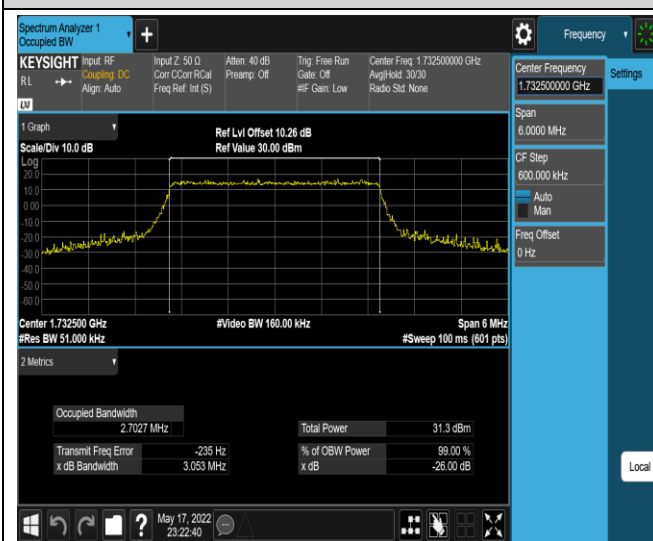 Spectrum Analyzer 1
Occupied BW
+
Frequency
KEYSIGHT
RL
Input: RF
Coupling: DC
Align: Auto
Input Z: 50 Ω
Corr CCorr RCal
Freq Ref: Int (S)
Atten: 40 dB
Preamp: Off
Trig: Free Run
Gate: Off
#IF Gain: Low
Center Freq: 1.732500000 GHz
Avg|Hold: 30/30
Radio Std: None
LXI
Center Frequency
1.732500000 GHz
Settings
Span
6.0000 MHz
CF Step
600.000 kHz
Auto
Man
Freq Offset
0 Hz
1 Graph
Scale/Div 10.0 dB
Ref Lvl Offset 10.26 dB
Ref Value 30.00 dBm
Log
20.0
10.0
0.00
-10.0
-20.0
-30.0
-40.0
-50.0
-60.0
Center 1.732500 GHz
#Video BW 160.00 kHz
Span 6 MHz
#Res BW 51.000 kHz
#Sweep 100 ms (601 pts)
2 Metrics
Occupied Bandwidth
2.7027 MHz
Total Power 31.3 dBm
Transmit Freq Error -235 Hz
% of OBW Power 99.00 %
x dB Bandwidth 3.053 MHz
x dB -26.00 dB
Local
?
May 17, 2022
23:22:40